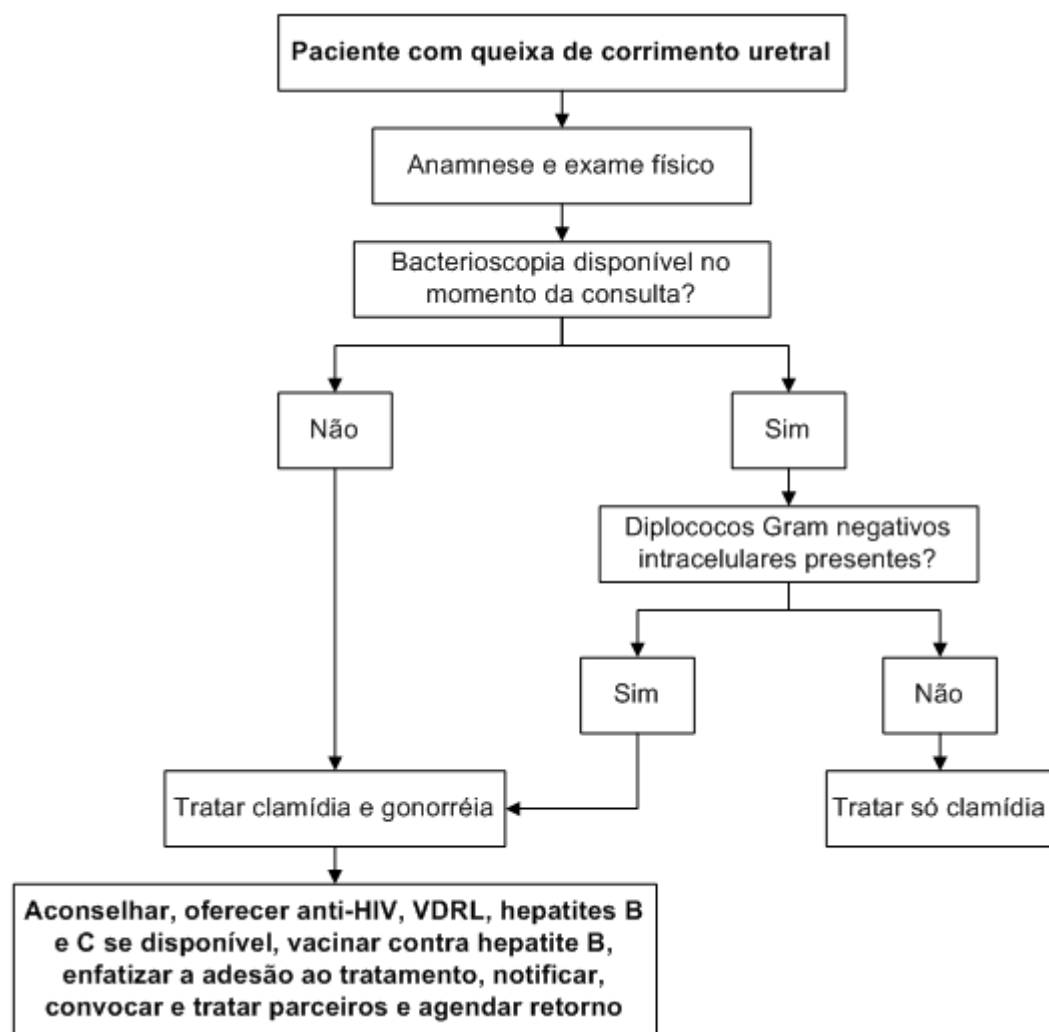 Paciente com queixa de corrimento uretral
Anamnese e exame físico
Bacterioscopia disponível no
momento da consulta?
Não
Sim
Diplococos Gram negativos
intracelulares presentes?
Sim
Não
Tratar clamídia e gonorréia
Tratar só clamídia
Aconselhar, oferecer anti-HIV, VDRL, hepatites B
e C se disponível, vacinar contra hepatite B,
enfatizar a adesão ao tratamento, notificar,
convocar e tratar parceiros e agendar retorno